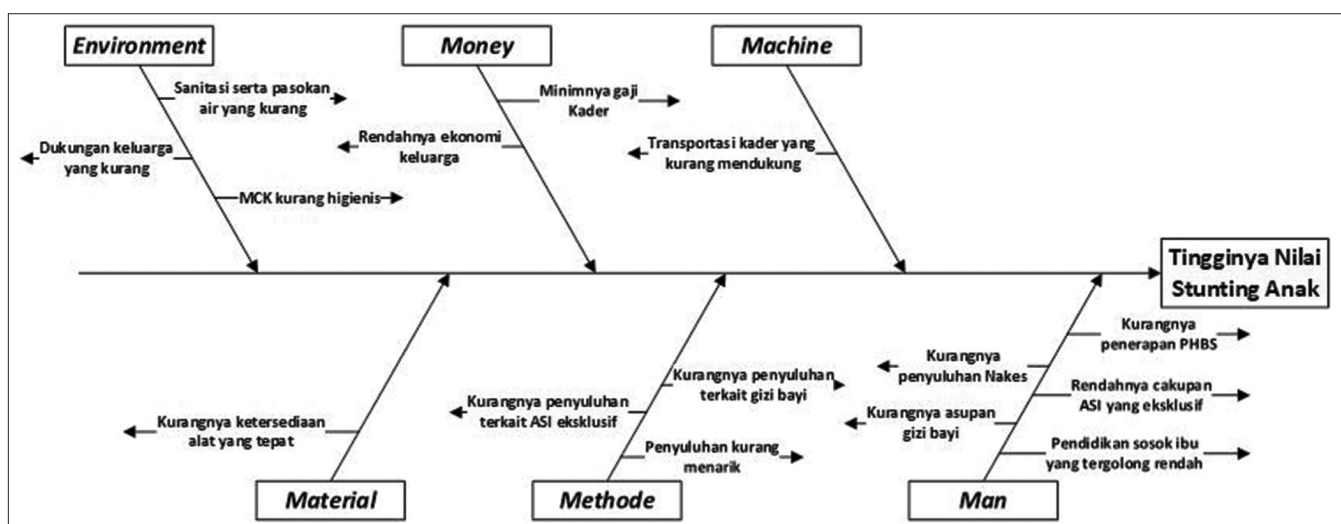 Environment
Money
Machine
Sanitasi serta pasokan
air yang kurang
Minimnya gaji
Kader
Dukungan keluarga
yang kurang
Rendahnya ekonomi
keluarga
Transportasi kader yang
kurang mendukung
MCK kurang higienis
Tingginya Nilai
Stunting Anak
Kurangnya
penerapan PHBS
Kurangnya
penyuluhan Nakes
Kurangnya penyuluhan
terkait gizi bayi
Rendahnya cakupan
ASI yang eksklusif
Kurangnya penyuluhan
terkait ASI eksklusif
Kurangnya asupan
gizi bayi
Kurangnya ketersediaan
alat yang tepat
Penyuluhan kurang
menarik
Pendidikan sosok ibu
yang tergolong rendah
Material
Methode
Man